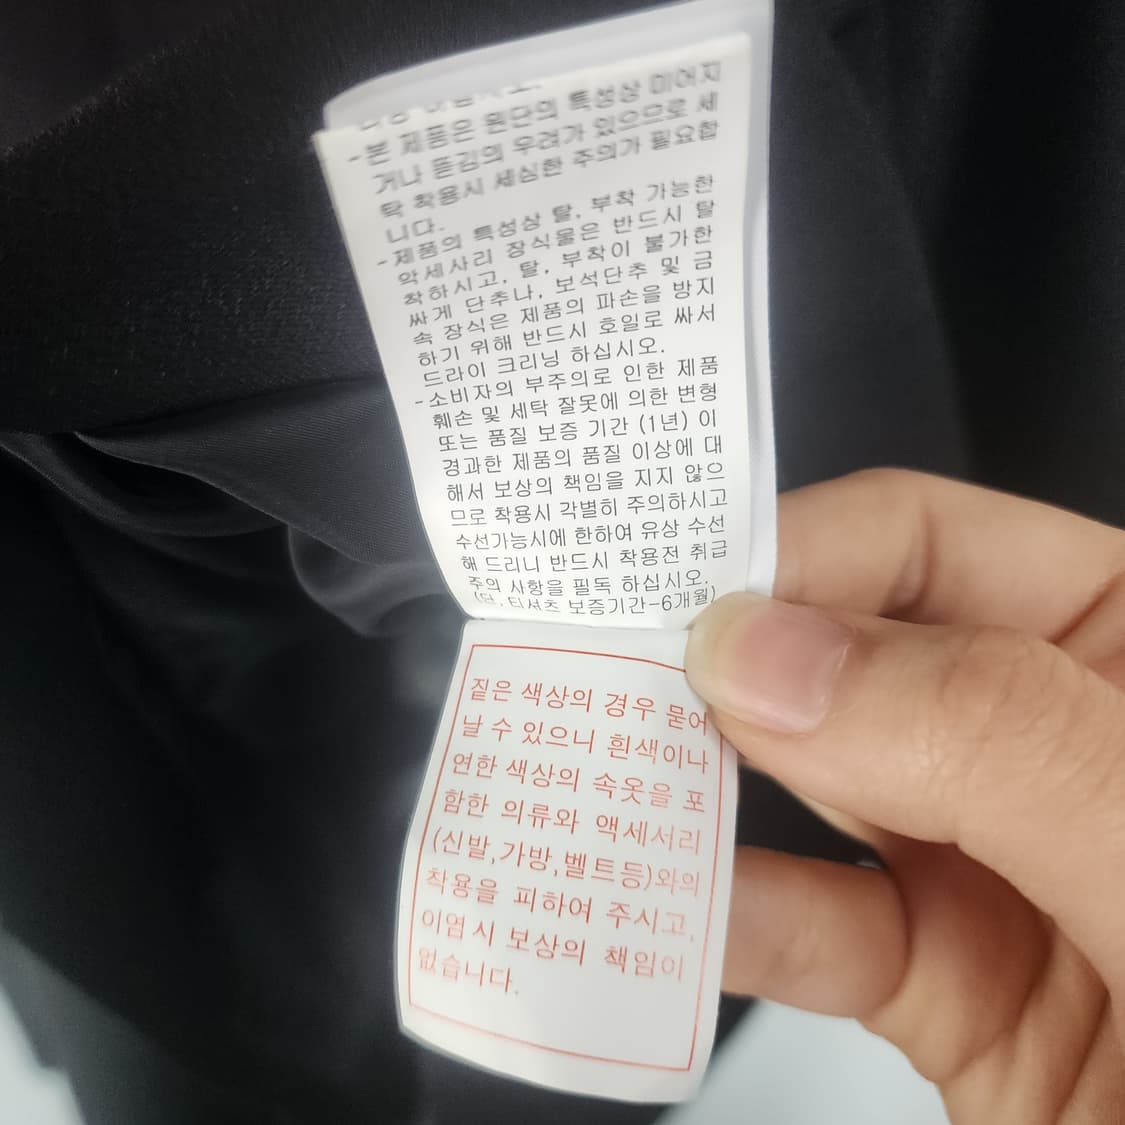 -본 제품은 원단의 특성상 미어지
거나 뜯김의 우려가 있으므로 세
탁 착용시 세심한 주의가 필요합
니다.
-제품의 특성상 탈, 부착 가능한
악세사리 장식물은 반드시 탈
착하시고, 탈, 부착이 불가한
싸게 단추나, 보석단추 및 금
속 장식은 제품의 파손을 방지
하기 위해 반드시 호일로 싸서
드라이 크리닝 하십시오.
-소비자의 부주의로 인한 제품
훼손 및 세탁 잘못에 의한 변형
또는 품질 보증 기간 (1년) 이
경과한 제품의 품질 이상에 대
해서 보상의 책임을 지지 않으
므로 착용시 각별히 주의하시고
수선가능시에 한하여 유상 수선
해 드리니 반드시 착용전 취급
주의 사항을 필독 하십시오.
(단, 티셔츠 보증기간-6개월)
짙은 색상의 경우 묻어
날 수 있으니 흰색이나
연한 색상의 속옷을 포
함한 의류와 액세서리
(신발,가방,벨트등)와의
착용을 피하여 주시고,
이염시 보상의 책임이
없습니다.